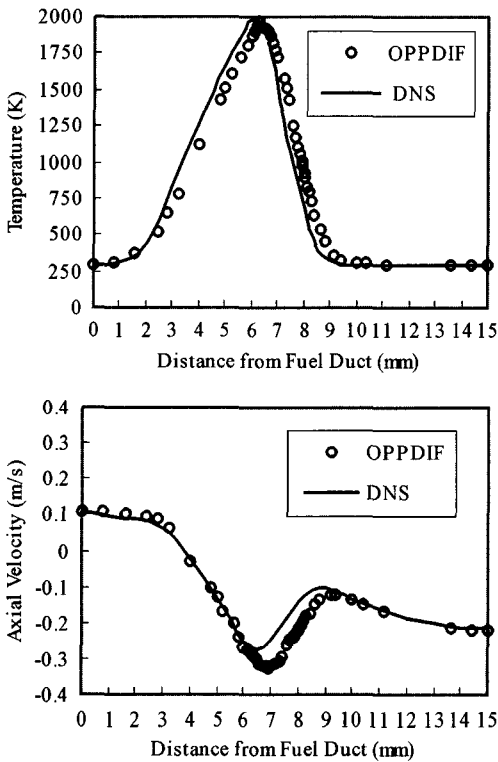 2000
1750
1500
1250
1000
750
500
250
0
Temperature (K)
OPPDIF
DNS
0 1 2 3 4 5 6 7 8 9 10 11 12 13 14 15
Distance from Fuel Duct (mm)
0.4
0.3
0.2
0.1
0
-0.1
-0.2
-0.3
-0.4
Axial Velocity (m/s)
OPPDIF
DNS
0 1 2 3 4 5 6 7 8 9 10 11 12 13 14 15
Distance from Fuel Duct (mm)